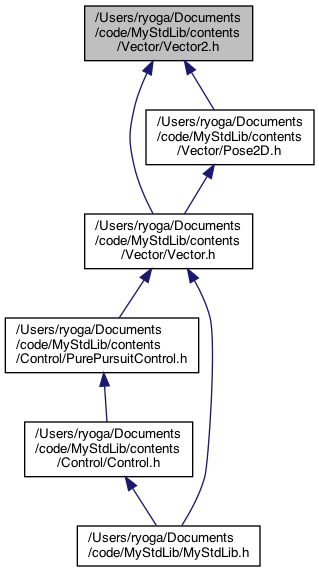 /Users/ryoga/Documents
/code/MyStdLib/contents
/Vector/Vector2.h
/Users/ryoga/Documents
/code/MyStdLib/contents
/Vector/Pose2D.h
/Users/ryoga/Documents
/code/MyStdLib/contents
/Vector/Vector.h
/Users/ryoga/Documents
/code/MyStdLib/contents
/Control/PurePursuitControl.h
/Users/ryoga/Documents
/code/MyStdLib/contents
/Control/Control.h
/Users/ryoga/Documents
/code/MyStdLib/MyStdLib.h